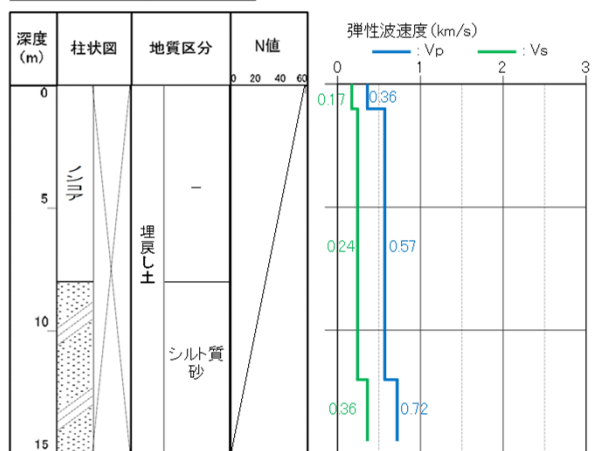 深度
(m)
柱状図
地質区分
N値
0 20 40 60
弾性波速度(km/s)
: Vp : Vs
0 1 2 3
0
5
10
15
ノンコア
埋戻し土
－
シルト質
砂
0.17 0.36
0.24 0.57
0.36 0.72